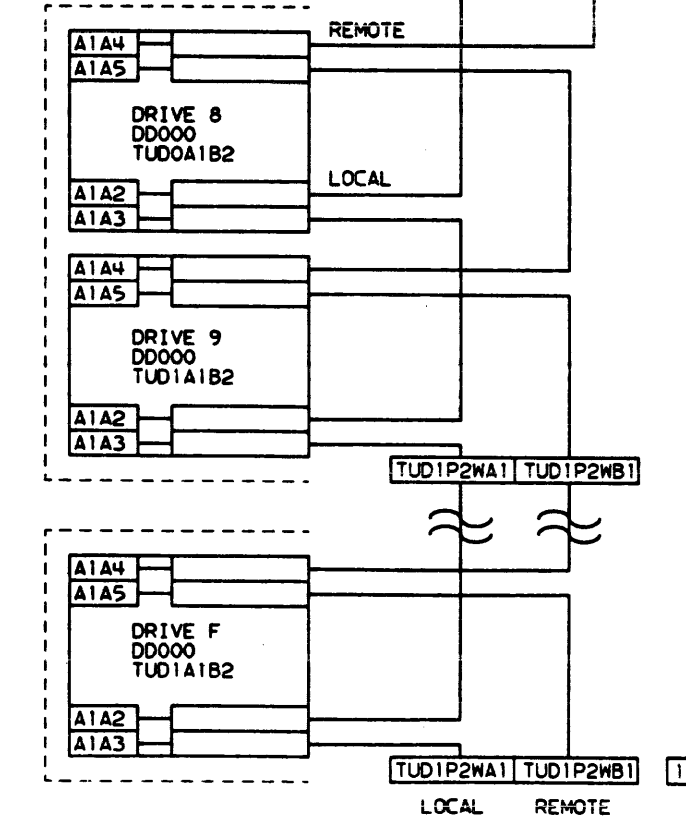 REMOTE
A1A4
A1A5
DRIVE 8
DD000
TUD0A1B2
LOCAL
A1A2
A1A3
A1A4
A1A5
DRIVE 9
DD000
TUD1A1B2
A1A2
A1A3
TUD1P2WA1 TUD1P2WB1
A1A4
A1A5
DRIVE F
DD000
TUD1A1B2
A1A2
A1A3
TUD1P2WA1 TUD1P2WB1 1
LOCAL REMOTE